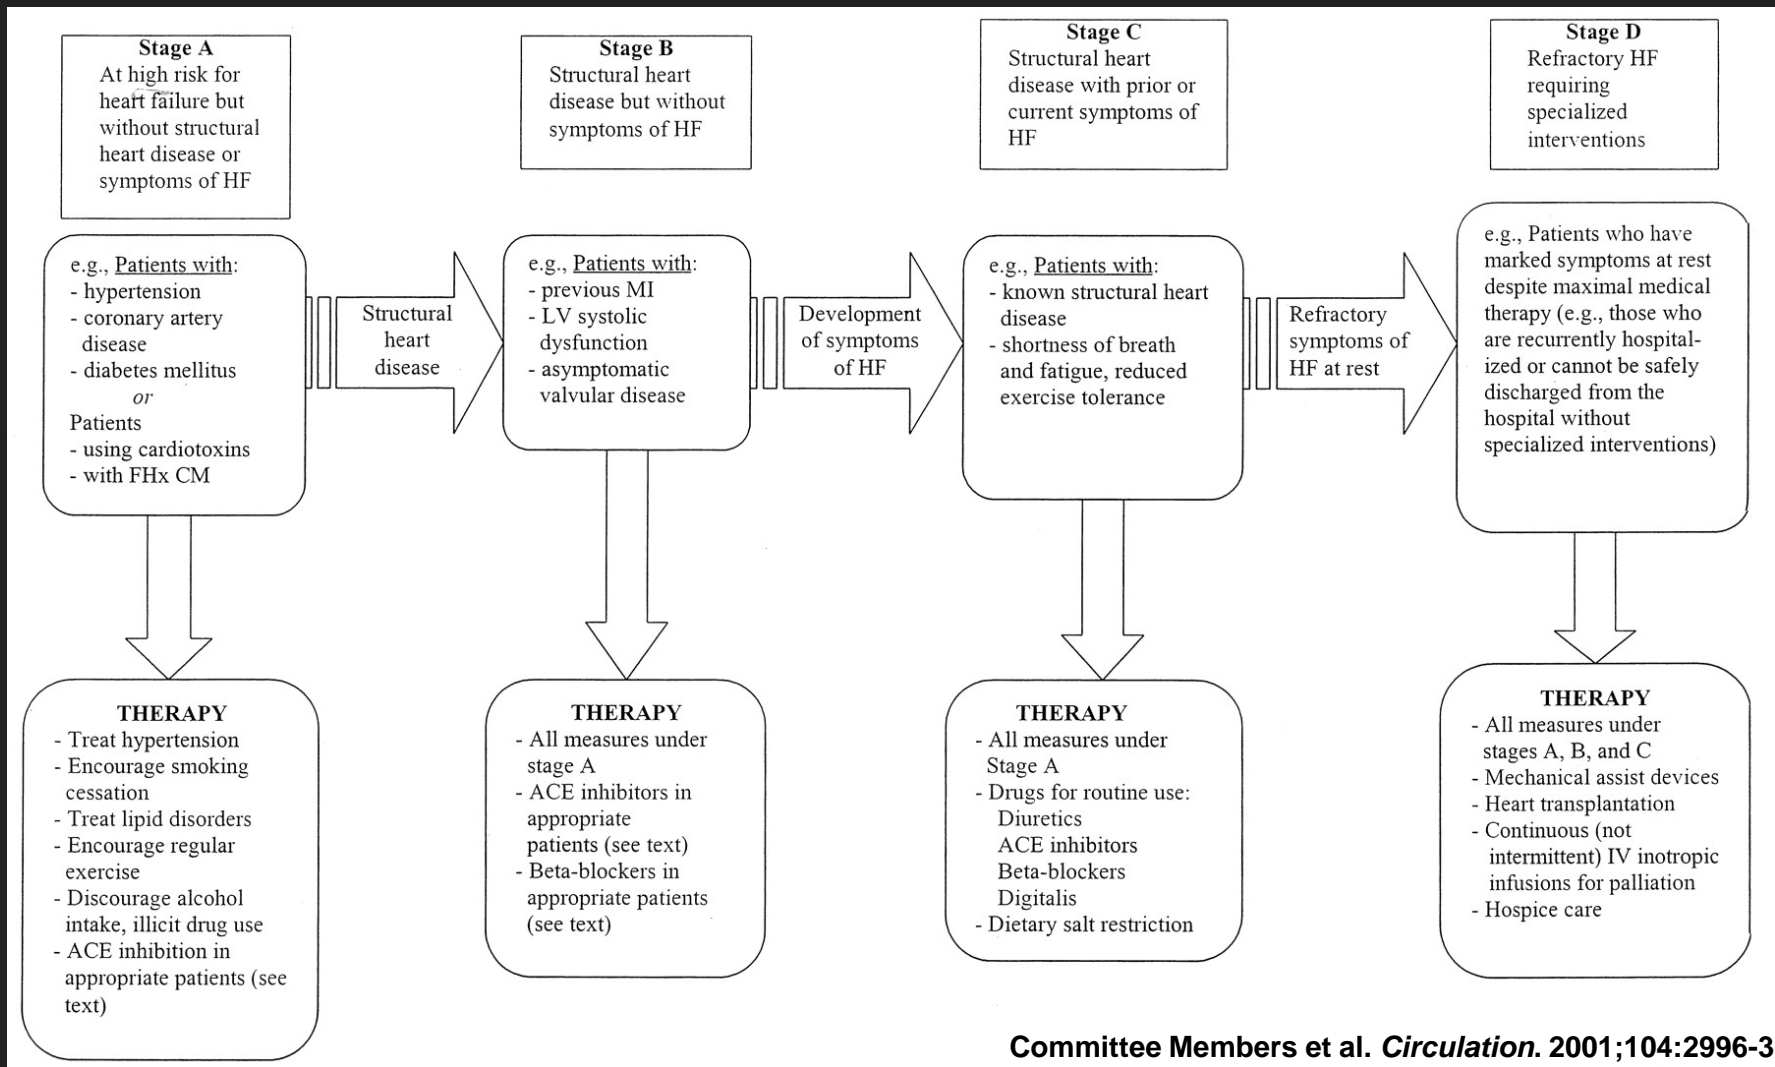 Stage A
At high risk for
heart failure but
without structural
heart disease or
symptoms of HF
Stage B
Structural heart
disease but without
symptoms of HF
Stage C
Structural heart
disease with prior or
current symptoms of
HF
Stage D
Refractory HF
requiring
specialized
interventions
e.g., Patients with:
- hypertension
- coronary artery
disease
- diabetes mellitus
or
Patients
- using cardiotoxins
- with FHx CM
Structural
heart
disease
e.g., Patients with:
- previous MI
- LV systolic
dysfunction
- asymptomatic
valvular disease
Development
of symptoms
of HF
e.g., Patients with:
- known structural heart
disease
- shortness of breath
and fatigue, reduced
exercise tolerance
Refractory
symptoms of
HF at rest
e.g., Patients who have
marked symptoms at rest
despite maximal medical
therapy (e.g., those who
are recurrently hospital-
ized or cannot be safely
discharged from the
hospital without
specialized interventions)
THERAPY
- Treat hypertension
- Encourage smoking
cessation
- Treat lipid disorders
- Encourage regular
exercise
- Discourage alcohol
intake, illicit drug use
- ACE inhibition in
appropriate patients (see
text)
THERAPY
- All measures under
stage A
- ACE inhibitors in
appropriate
patients (see text)
- Beta-blockers in
appropriate patients
(see text)
THERAPY
- All measures under
Stage A
- Drugs for routine use:
Diuretics
ACE inhibitors
Beta-blockers
Digitalis
- Dietary salt restriction
THERAPY
- All measures under
stages A, B, and C
- Mechanical assist devices
- Heart transplantation
- Continuous (not
intermittent) IV inotropic
infusions for palliation
- Hospice care
Committee Members et al. Circulation. 2001;104:2996-3